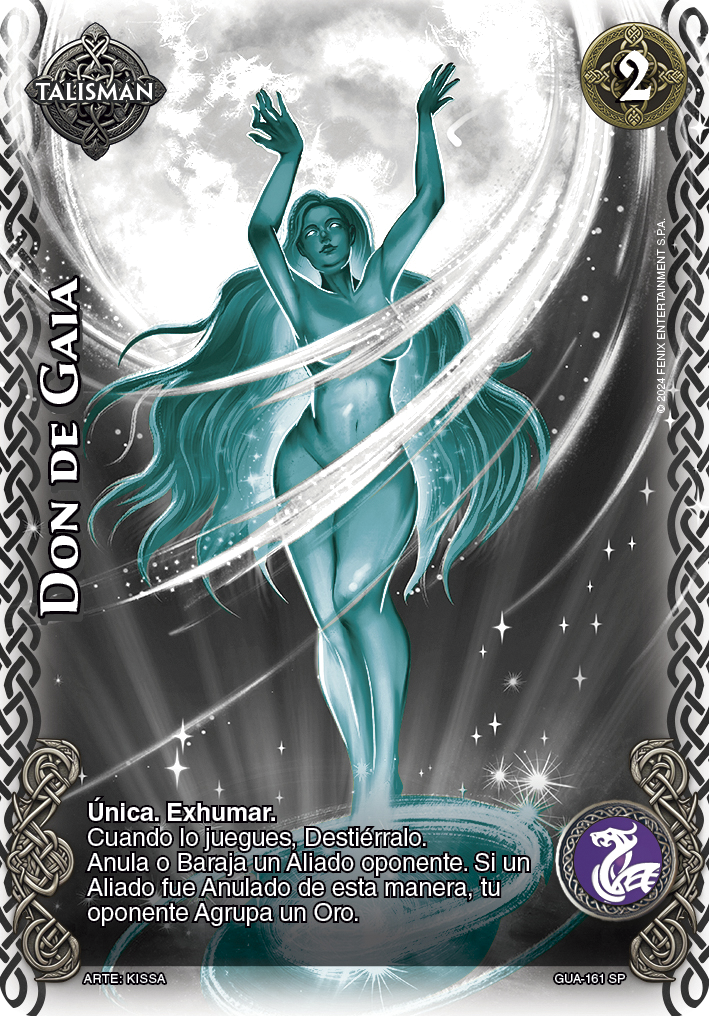 TALISMAN
2
DON DE GAIA
© 2024 FENIX ENTERTAINMENT S.P.A.
Única. Exhumar.
Cuando lo juegues, Destiérralo.
Anula o Baraja un Aliado oponente. Si un
Aliado fue Anulado de esta manera, tu
oponente Agrupa un Oro.
ARTE: KISSA
GUA-161 SP